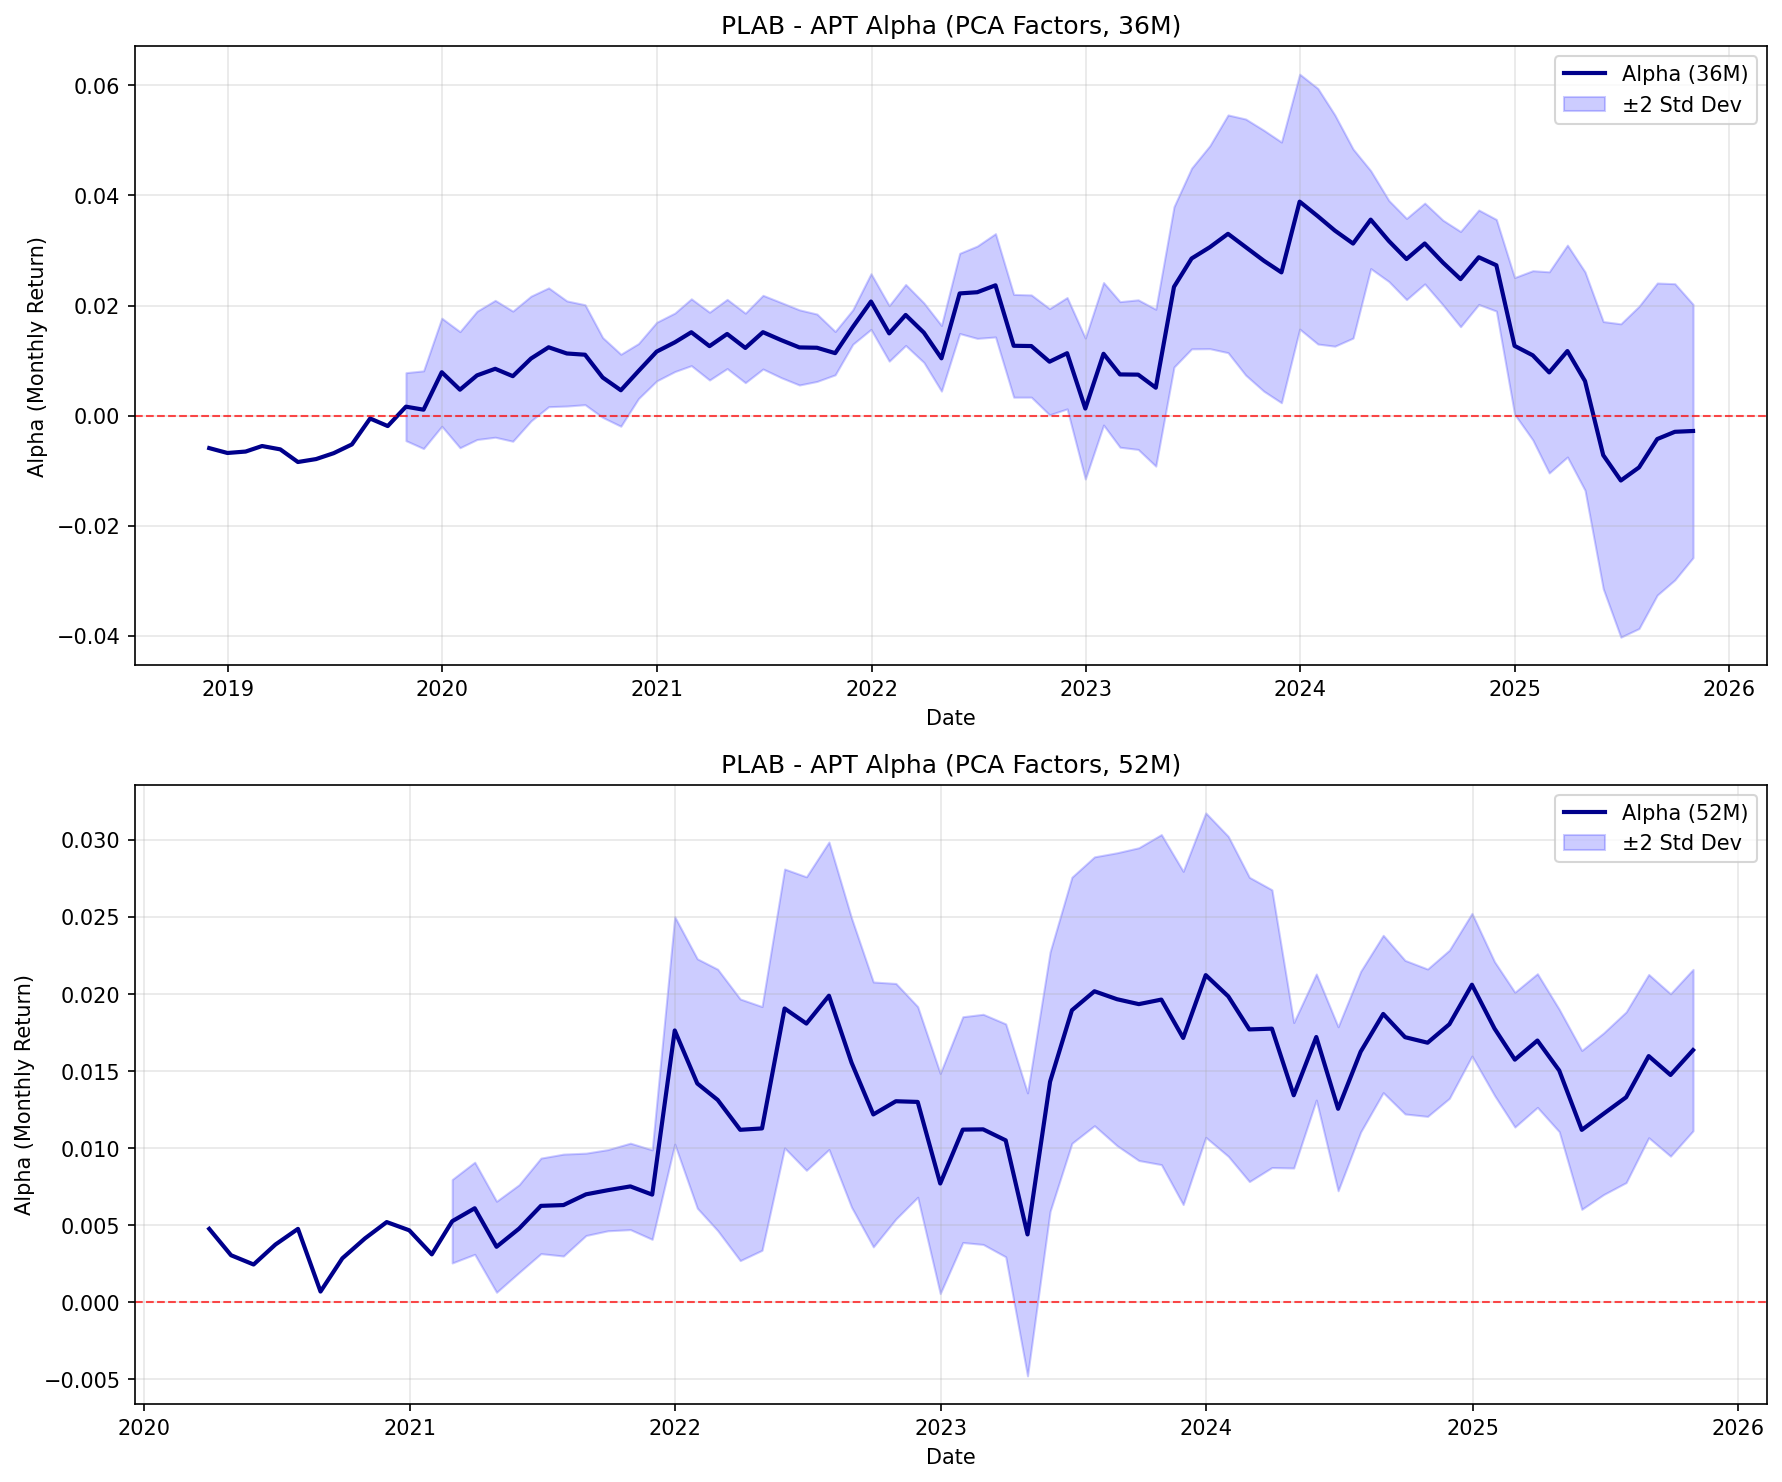 PLAB - APT Alpha (PCA Factors, 36M)
Alpha (36M)
±2 Std Dev
Alpha (Monthly Return)
0.06
0.04
0.02
0.00
−0.02
−0.04
2019 2020 2021 2022 2023 2024 2025 2026
Date
PLAB - APT Alpha (PCA Factors, 52M)
Alpha (52M)
±2 Std Dev
Alpha (Monthly Return)
0.030
0.025
0.020
0.015
0.010
0.005
0.000
−0.005
2020 2021 2022 2023 2024 2025 2026
Date